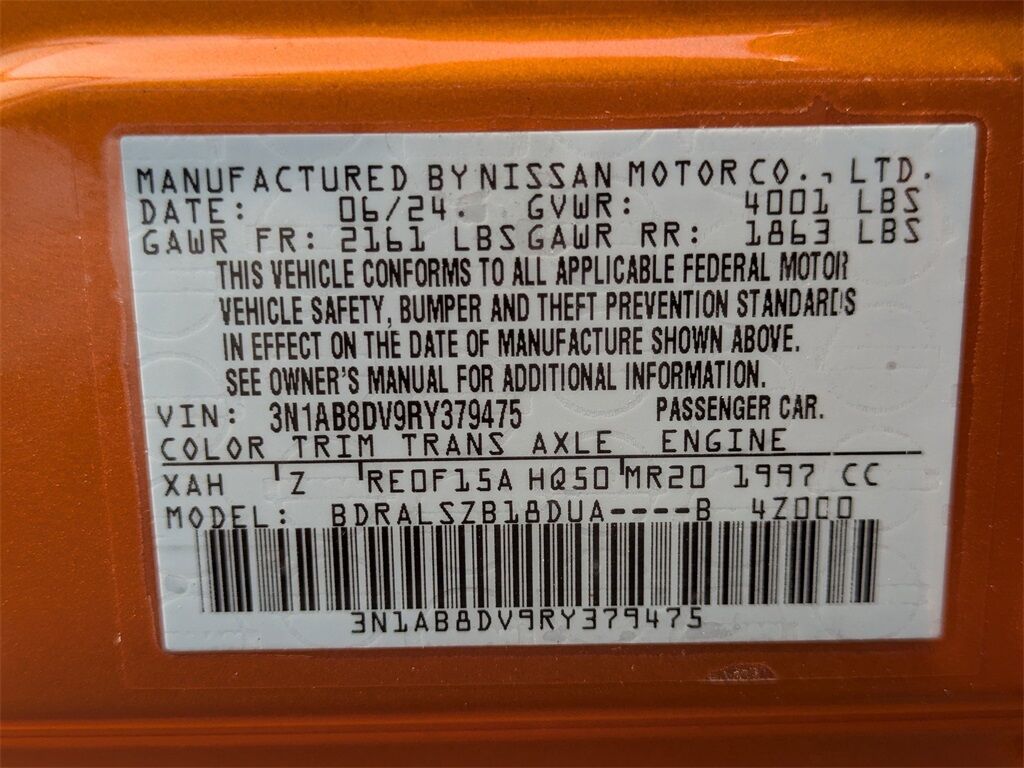 MANUFACTURED BY NISSAN MOTOR CO., LTD.
DATE: 06/24. GVWR: 4001 LBS
GAWR FR: 2161 LBS GAWR RR: 1863 LBS
THIS VEHICLE CONFORMS TO ALL APPLICABLE FEDERAL MOTOR
VEHICLE SAFETY, BUMPER AND THEFT PREVENTION STANDARDS
IN EFFECT ON THE DATE OF MANUFACTURE SHOWN ABOVE.
SEE OWNER'S MANUAL FOR ADDITIONAL INFORMATION.
VIN: 3N1AB8DV9RY379475 PASSENGER CAR.
COLOR TRIM TRANS AXLE ENGINE
XAH Z RE0F15A HQ50 MR20 1997 CC
MODEL: BDRALSZB18DUA----B 4Z000
3N1AB8DV9RY379475